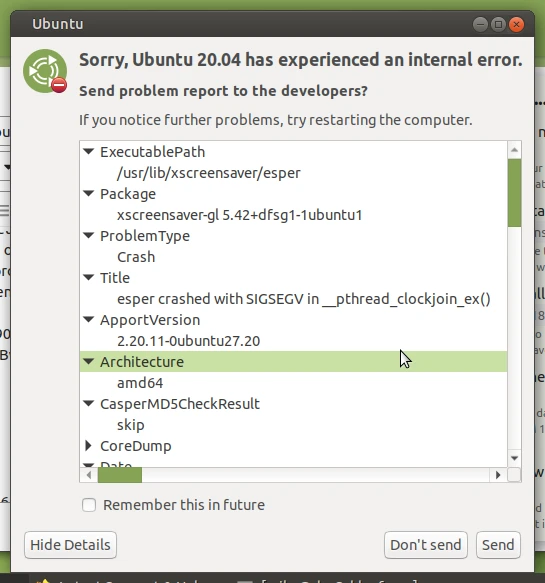 Ubuntu
Sorry, Ubuntu 20.04 has experienced an internal error.
Send problem report to the developers?
If you notice further problems, try restarting the computer.
ExecutablePath
/usr/lib/xscreensaver/esper
Package
xscreensaver-gl 5.42+dfsg1-1ubuntu1
ProblemType
Crash
Title
esper crashed with SIGSEGV in __pthread_clockjoin_ex()
ApportVersion
2.20.11-0ubuntu27.20
Architecture
amd64
CasperMD5CheckResult
skip
CoreDump
Date
Remember this in future
Hide Details
Don't send
Send